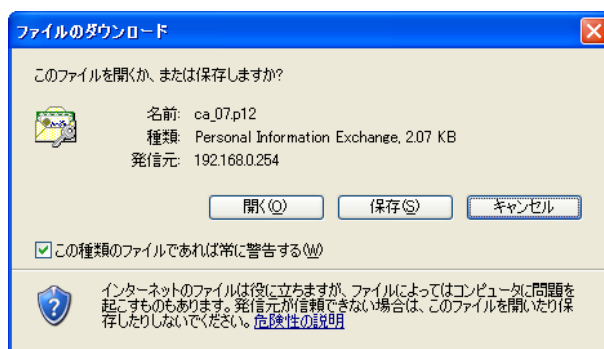 ファイルのダウンロード
このファイルを開くか、または保存しますか?
名前: ca_07.p12
種類: Personal Information Exchange, 2.07 KB
発信元: 192.168.0.254
開く(O) 保存(S) キャンセル
この種類のファイルであれば常に警告する(W)
インターネットのファイルは役に立ちますが、ファイルによってはコンピュータに問題を
起こすものもあります。発信元が信頼できない場合は、このファイルを開いたり保
存したりしないでください。危険性の説明